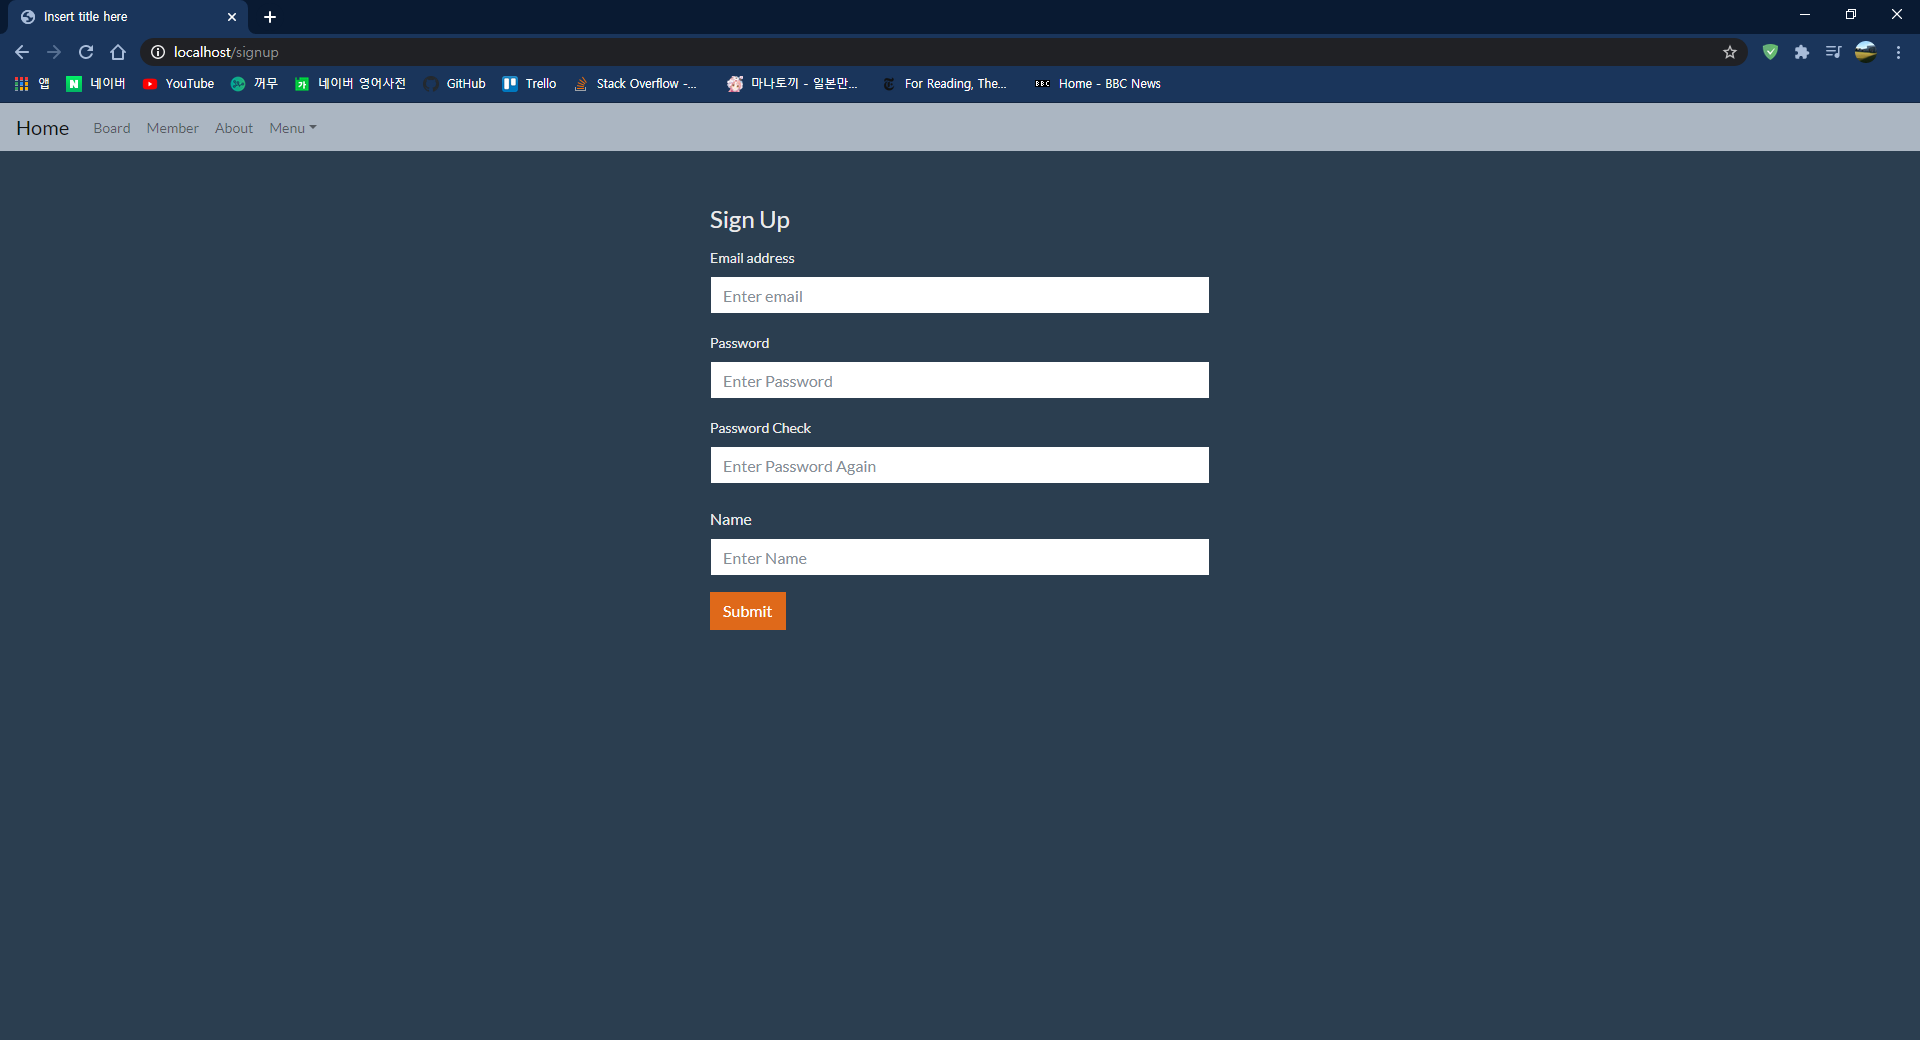 Insert title here
localhost/signup
앱 네이버 YouTube 꺼무 네이버 영어사전 GitHub Trello Stack Overflow -... 마나토끼 - 일본만... For Reading, The... BBC Home - BBC News
Home Board Member About Menu
Sign Up
Email address
Enter email
Password
Enter Password
Password Check
Enter Password Again
Name
Enter Name
Submit